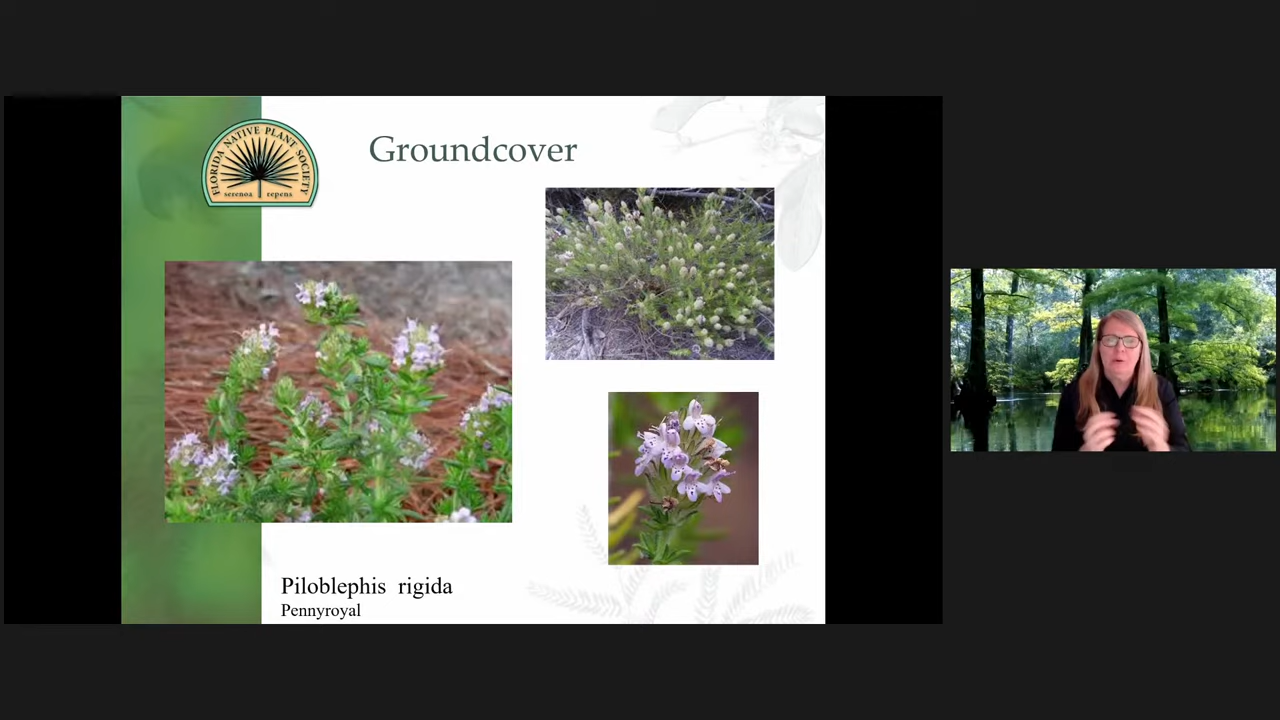 FLORIDA NATIVE PLANT SOCIETY
serenoa repens
Groundcover
Piloblephis rigida
Pennyroyal